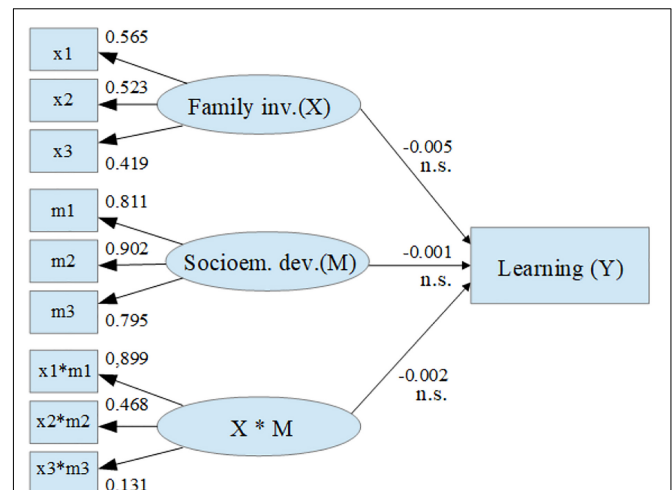 0.565
x1
0.523
x2
Family inv.(X)
x3
0.419
-0.005
n.s.
0.811
m1
0.902
m2
Socioem. dev.(M)
-0.001
n.s.
Learning (Y)
m3
0.795
0,899
x1*m1
0.468
x2*m2
X * M
-0.002
n.s.
x3*m3
0.131